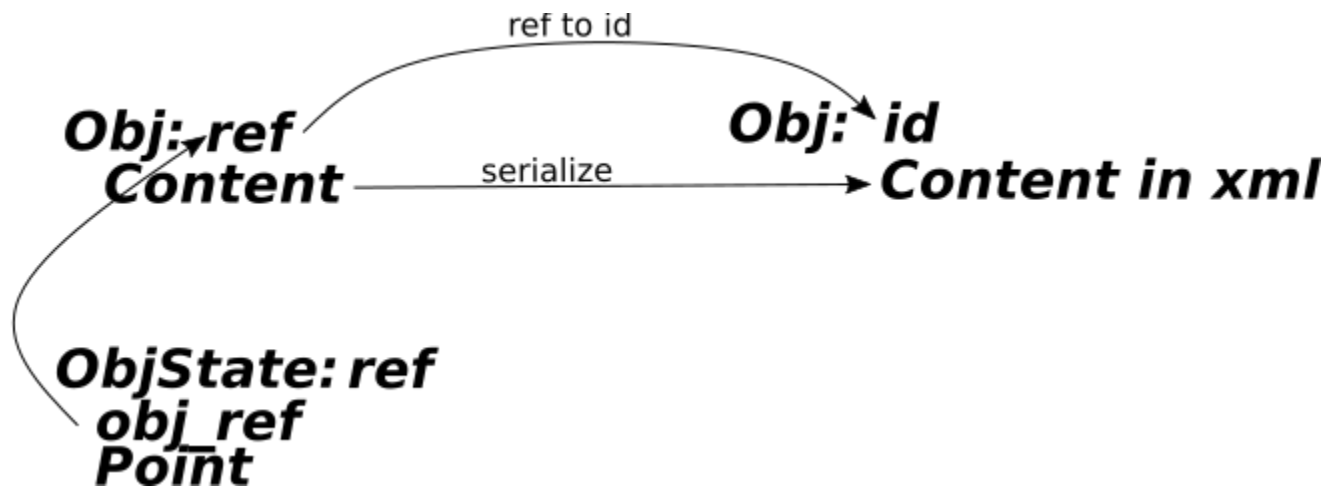 ref to id
Obj: ref
Obj: id
Content
serialize
Content in xml
ObjState: ref
obj_ref
Point